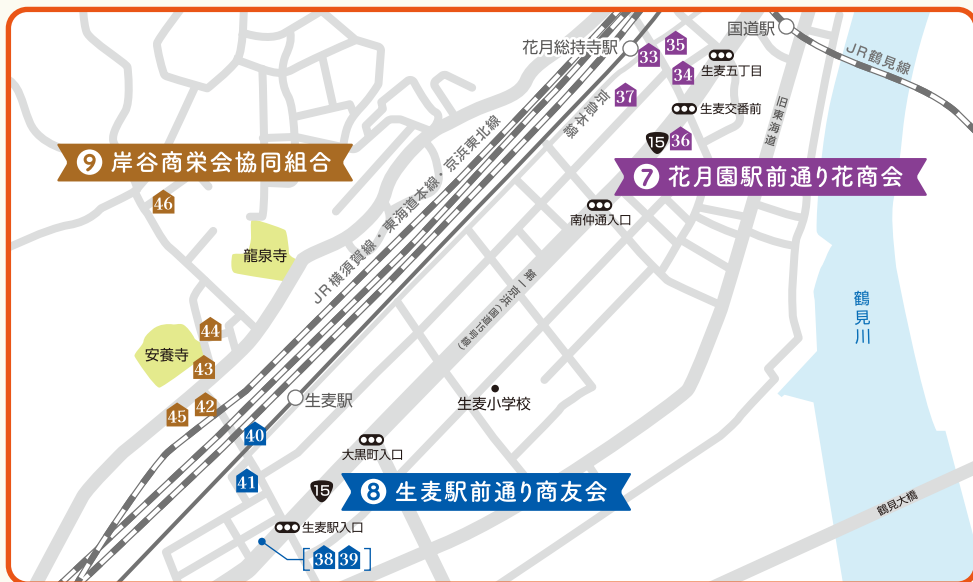 国道駅
花月総持寺駅
33
35
生麦五丁目
JR鶴見線
34
37
京急本線
生麦交番前
旧東海道
15
36
JR横須賀線・東海道本線・京浜東北線
9 岸谷商栄会協同組合
7 花月園駅前通り花商会
46
南仲通入口
龍泉寺
第一京浜(国道15号線)
鶴見川
44
安養寺
43
生麦駅
生麦小学校
42
45
40
大黒町入口
41
15
8 生麦駅前通り商友会
鶴見大橋
生麦駅入口
[38 39]